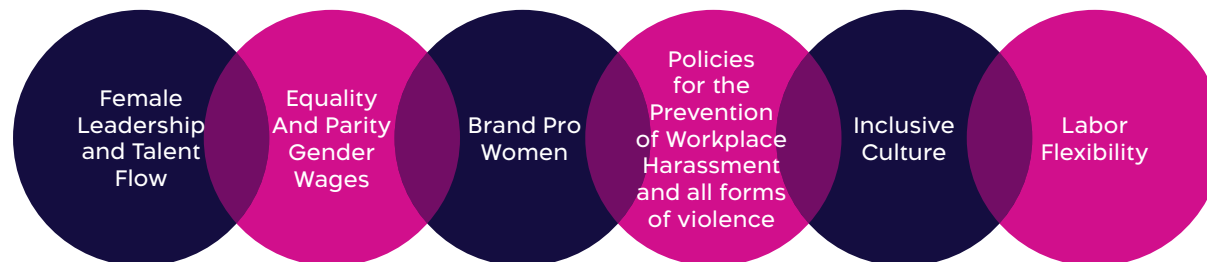 Female
Leadership
and Talent
Flow
Equality
And Parity
Gender
Wages
Brand Pro
Women
Policies
for the
Prevention
of Workplace
Harassment
and all forms
of violence
Inclusive
Culture
Labor
Flexibility